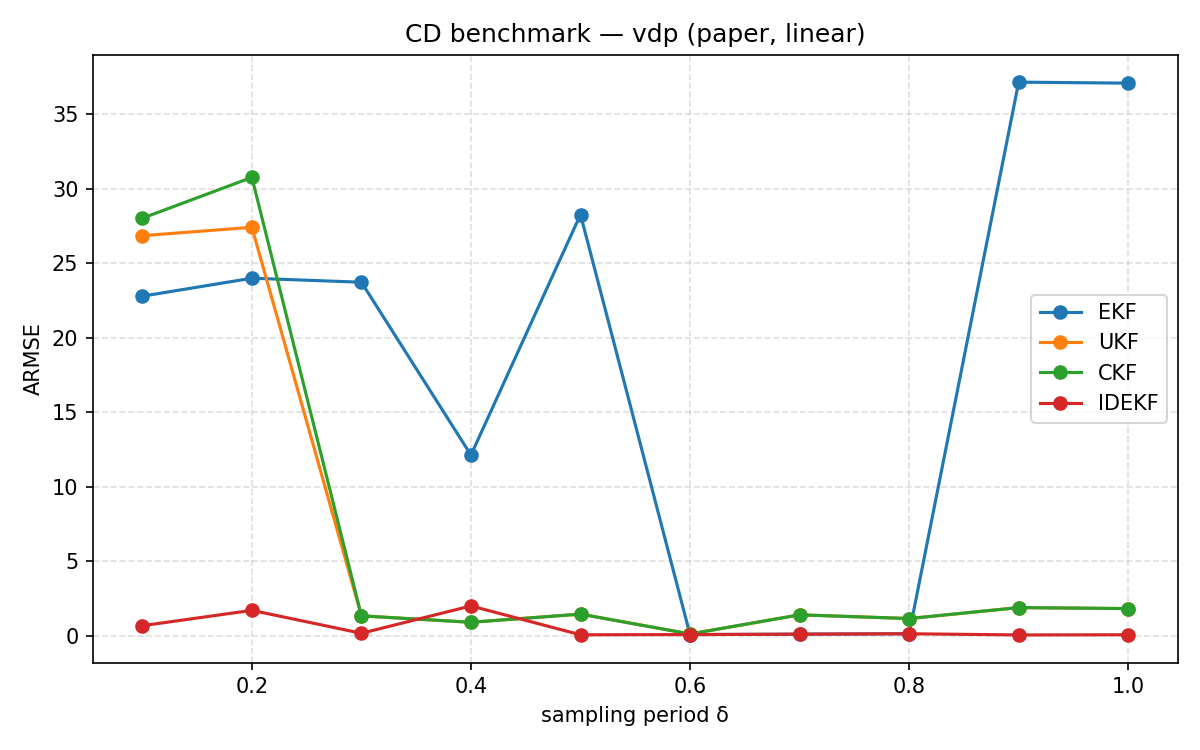 CD benchmark — vdp (paper, linear)
35
30
25
20
15
10
5
0
ARMSE
EKF
UKF
CKF
IDEKF
0.2 0.4 0.6 0.8 1.0
sampling period δ